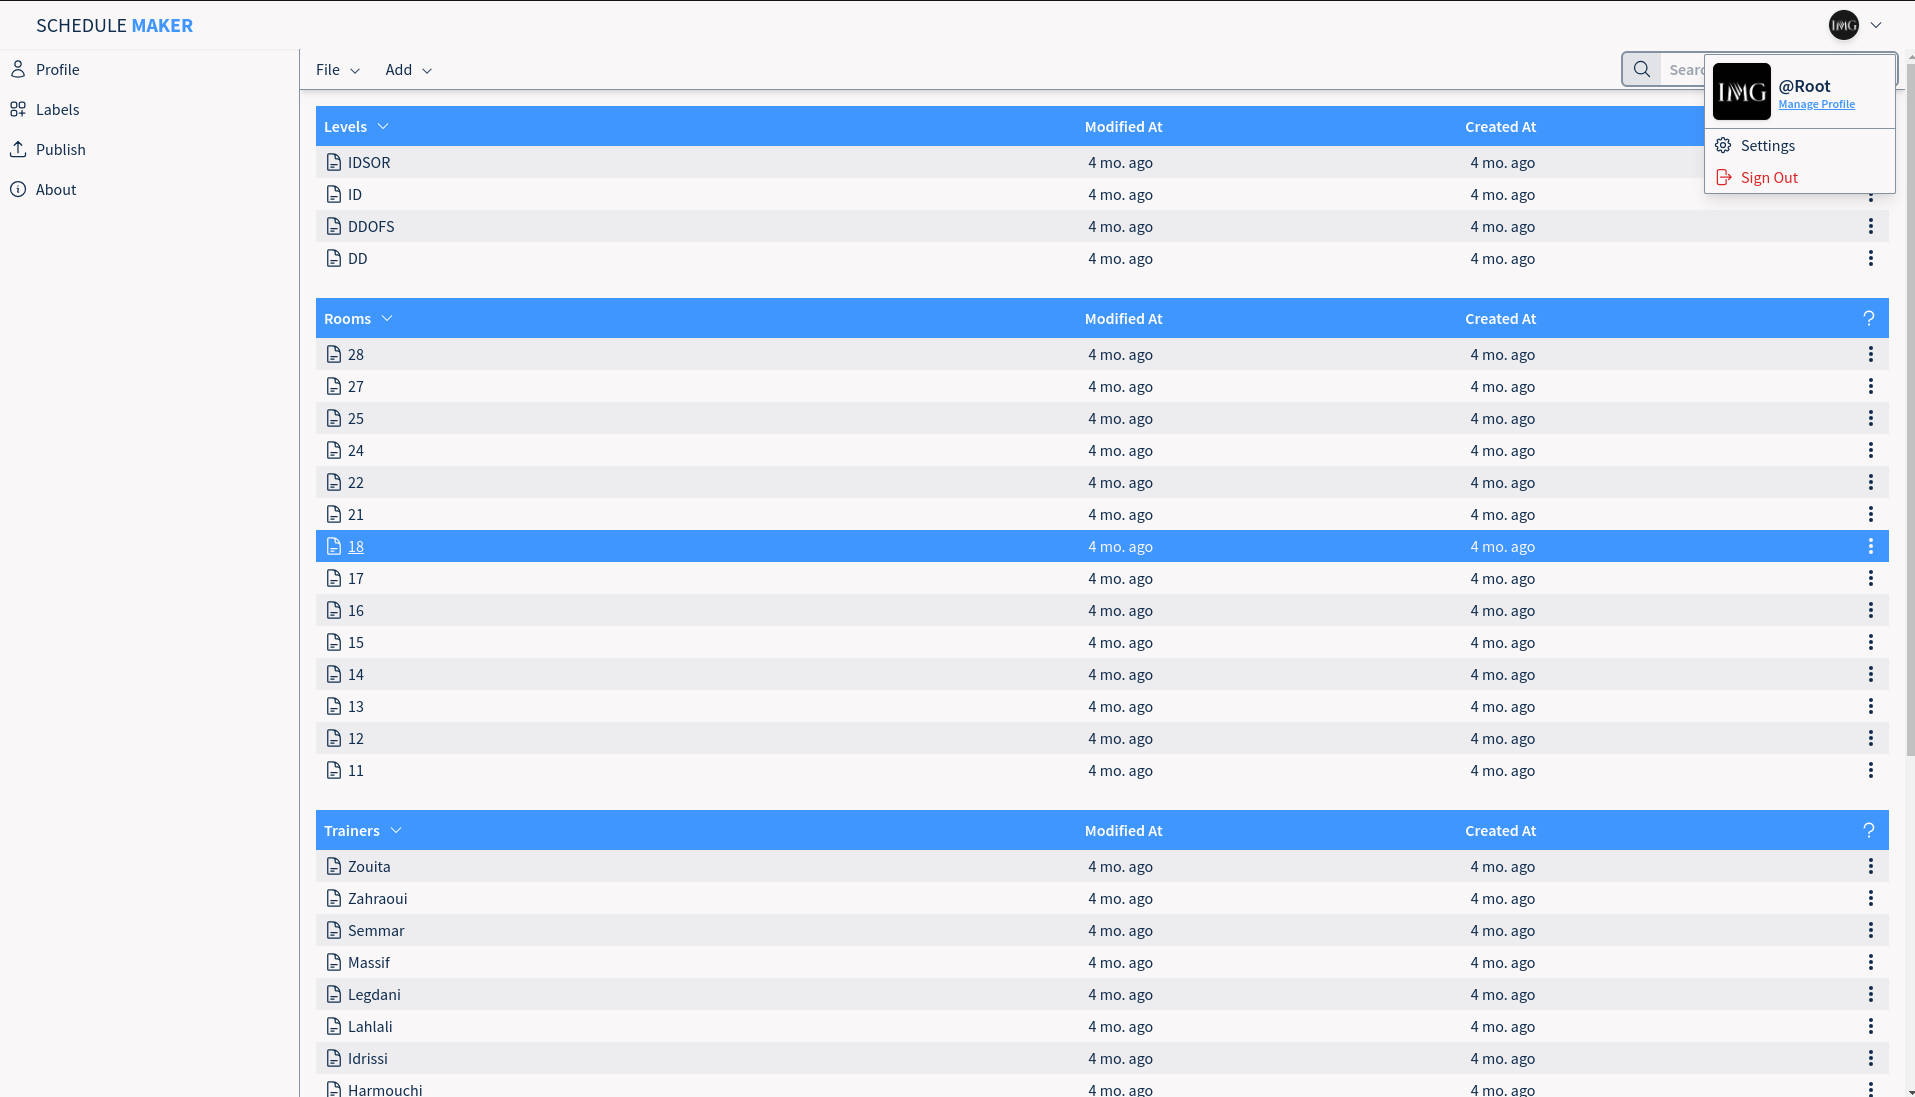 SCHEDULE MAKER
IMG
Profile
Labels
Publish
About
File
Add
IMG
@Root
Manage Profile
Settings
Sign Out
Levels Modified At Created At
IDSOR 4 mo. ago 4 mo. ago
ID 4 mo. ago 4 mo. ago
DDOFS 4 mo. ago 4 mo. ago
DD 4 mo. ago 4 mo. ago
Rooms Modified At Created At ?
28 4 mo. ago 4 mo. ago
27 4 mo. ago 4 mo. ago
25 4 mo. ago 4 mo. ago
24 4 mo. ago 4 mo. ago
22 4 mo. ago 4 mo. ago
21 4 mo. ago 4 mo. ago
18 4 mo. ago 4 mo. ago
17 4 mo. ago 4 mo. ago
16 4 mo. ago 4 mo. ago
15 4 mo. ago 4 mo. ago
14 4 mo. ago 4 mo. ago
13 4 mo. ago 4 mo. ago
12 4 mo. ago 4 mo. ago
11 4 mo. ago 4 mo. ago
Trainers Modified At Created At ?
Zouita 4 mo. ago 4 mo. ago
Zahraoui 4 mo. ago 4 mo. ago
Semmar 4 mo. ago 4 mo. ago
Massif 4 mo. ago 4 mo. ago
Legdani 4 mo. ago 4 mo. ago
Lahlali 4 mo. ago 4 mo. ago
Idrissi 4 mo. ago 4 mo. ago
Harmouchi 4 mo. ago 4 mo. ago